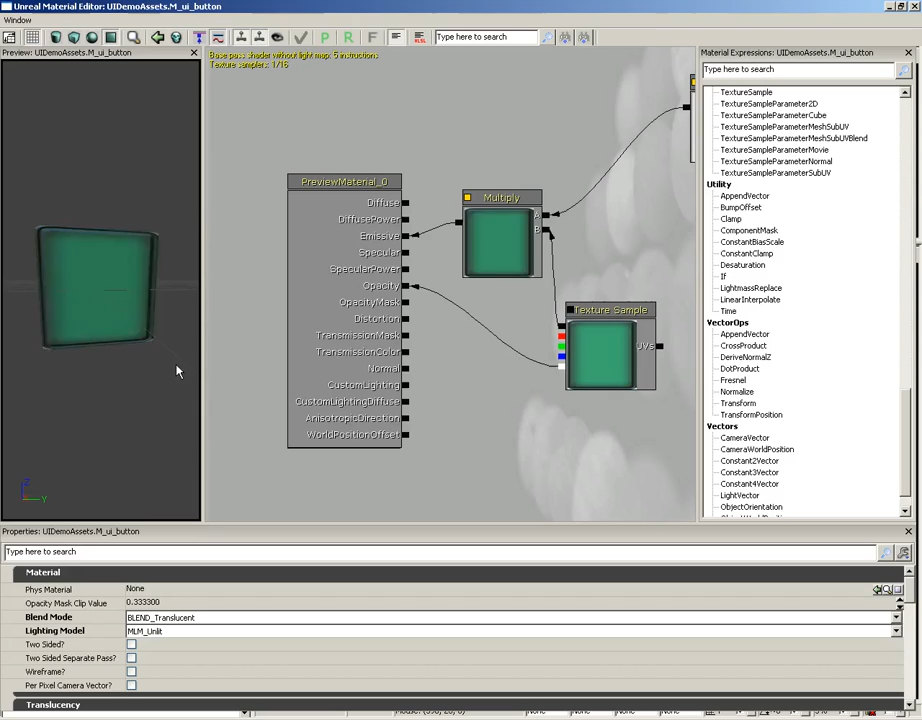 Unreal Material Editor: UIDemoAssets.M_ui_button
Window
Type here to search
Preview: UIDemoAssets.M_ui_button
Base pass shader without light map: 5 instructions
Texture samplers: 1/16
PreviewMaterial_0
Diffuse
DiffusePower
Emissive
Specular
SpecularPower
Opacity
OpacityMask
Distortion
TransmissionMask
TransmissionColor
Normal
CustomLighting
CustomLightingDiffuse
AnisotropicDirection
WorldPositionOffset
Multiply
A
B
Texture Sample
UVs
Z
Y
Material Expressions: UIDemoAssets.M_ui_button
Type here to search
TextureSample
TextureSampleParameter2D
TextureSampleParameterCube
TextureSampleParameterMeshSubUV
TextureSampleParameterMeshSubUVBlend
TextureSampleParameterMovie
TextureSampleParameterNormal
TextureSampleParameterSubUV
Utility
AppendVector
BumpOffset
Clamp
ComponentMask
ConstantBiasScale
ConstantClamp
Desaturation
If
LightmassReplace
LinearInterpolate
Time
VectorOps
AppendVector
CrossProduct
DeriveNormalZ
DotProduct
Fresnel
Normalize
Transform
TransformPosition
Vectors
CameraVector
CameraWorldPosition
Constant2Vector
Constant3Vector
Constant4Vector
LightVector
ObjectOrientation
Properties: UIDemoAssets.M_ui_button
Type here to search
Material
Phys Material None
Opacity Mask Clip Value 0.333300
Blend Mode BLEND_Translucent
Lighting Model MLM_Unlit
Two Sided?
Two Sided Separate Pass?
Wireframe?
Per Pixel Camera Vector?
Translucency